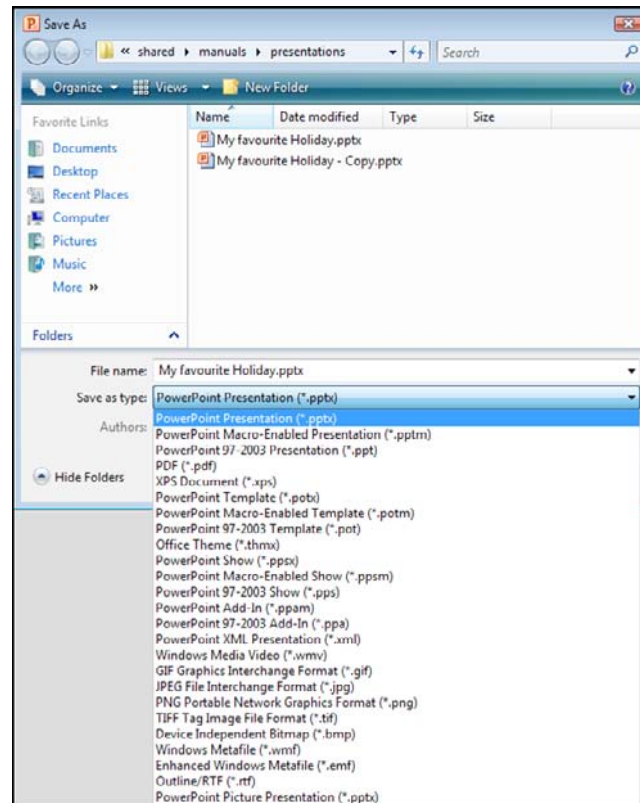 Save As
« shared ▸ manuals ▸ presentations
Search
Organize
Views
New Folder
Favorite Links
Documents
Desktop
Recent Places
Computer
Pictures
Music
More »
Folders
Name Date modified Type Size
My favourite Holiday.pptx
My favourite Holiday - Copy.pptx
File name: My favourite Holiday.pptx
Save as type: PowerPoint Presentation (*.pptx)
Authors:
Hide Folders
PowerPoint Presentation (*.pptx)
PowerPoint Macro-Enabled Presentation (*.pptm)
PowerPoint 97-2003 Presentation (*.ppt)
PDF (*.pdf)
XPS Document (*.xps)
PowerPoint Template (*.potx)
PowerPoint Macro-Enabled Template (*.potm)
PowerPoint 97-2003 Template (*.pot)
Office Theme (*.thmx)
PowerPoint Show (*.ppsx)
PowerPoint Macro-Enabled Show (*.ppsm)
PowerPoint 97-2003 Show (*.pps)
PowerPoint Add-In (*.ppam)
PowerPoint 97-2003 Add-In (*.ppa)
PowerPoint XML Presentation (*.xml)
Windows Media Video (*.wmv)
GIF Graphics Interchange Format (*.gif)
JPEG File Interchange Format (*.jpg)
PNG Portable Network Graphics Format (*.png)
TIFF Tag Image File Format (*.tif)
Device Independent Bitmap (*.bmp)
Windows Metafile (*.wmf)
Enhanced Windows Metafile (*.emf)
Outline/RTF (*.rtf)
PowerPoint Picture Presentation (*.pptx)